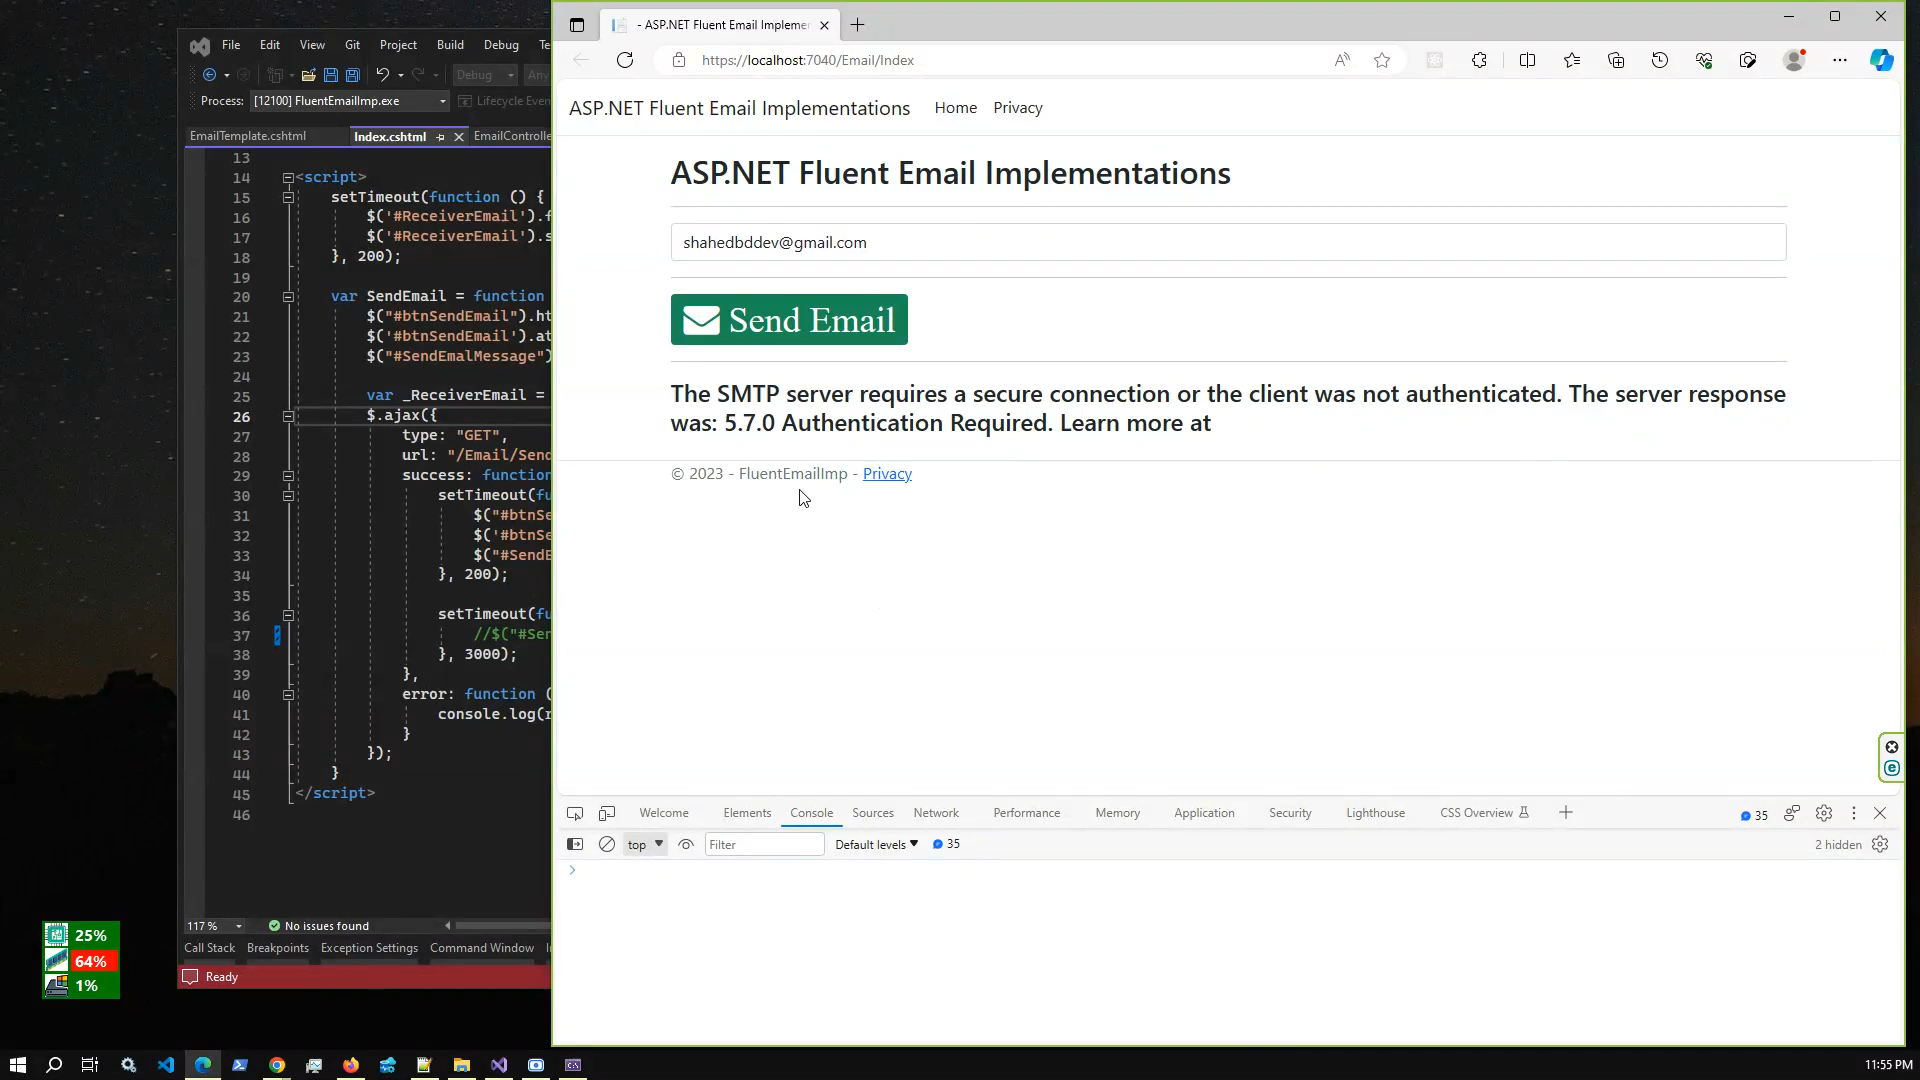 File Edit View Git Project Build Debug Te
Debug Any
Process: [12100] FluentEmailImp.exe Lifecycle Even
EmailTemplate.cshtml Index.cshtml EmailControlle
13
14 <script>
15 setTimeout(function () {
16 $('#ReceiverEmail').f
17 $('#ReceiverEmail').s
18 }, 200);
19
20 var SendEmail = function
21 $("#btnSendEmail").ht
22 $('#btnSendEmail').at
23 $("#SendEmalMessage")
24
25 var _ReceiverEmail =
26 $.ajax({
27 type: "GET",
28 url: "/Email/Send
29 success: function
30 setTimeout(fu
31 $("#btnSe
32 $('#btnSe
33 $("#SendE
34 }, 200);
35
36 setTimeout(fu
37 //$("#Sen
38 }, 3000);
39 },
40 error: function (
41 console.log(r
42 }
43 });
44 }
45 </script>
46
117 % No issues found
Call Stack Breakpoints Exception Settings Command Window
Ready
- ASP.NET Fluent Email Implemen
https://localhost:7040/Email/Index
ASP.NET Fluent Email Implementations Home Privacy
ASP.NET Fluent Email Implementations
shahedbddev@gmail.com
Send Email
The SMTP server requires a secure connection or the client was not authenticated. The server response
was: 5.7.0 Authentication Required. Learn more at
© 2023 - FluentEmailImp - Privacy
Welcome Elements Console Sources Network Performance Memory Application Security Lighthouse CSS Overview 35
top Filter Default levels 35 2 hidden
25%
64%
1%
11:55 PM